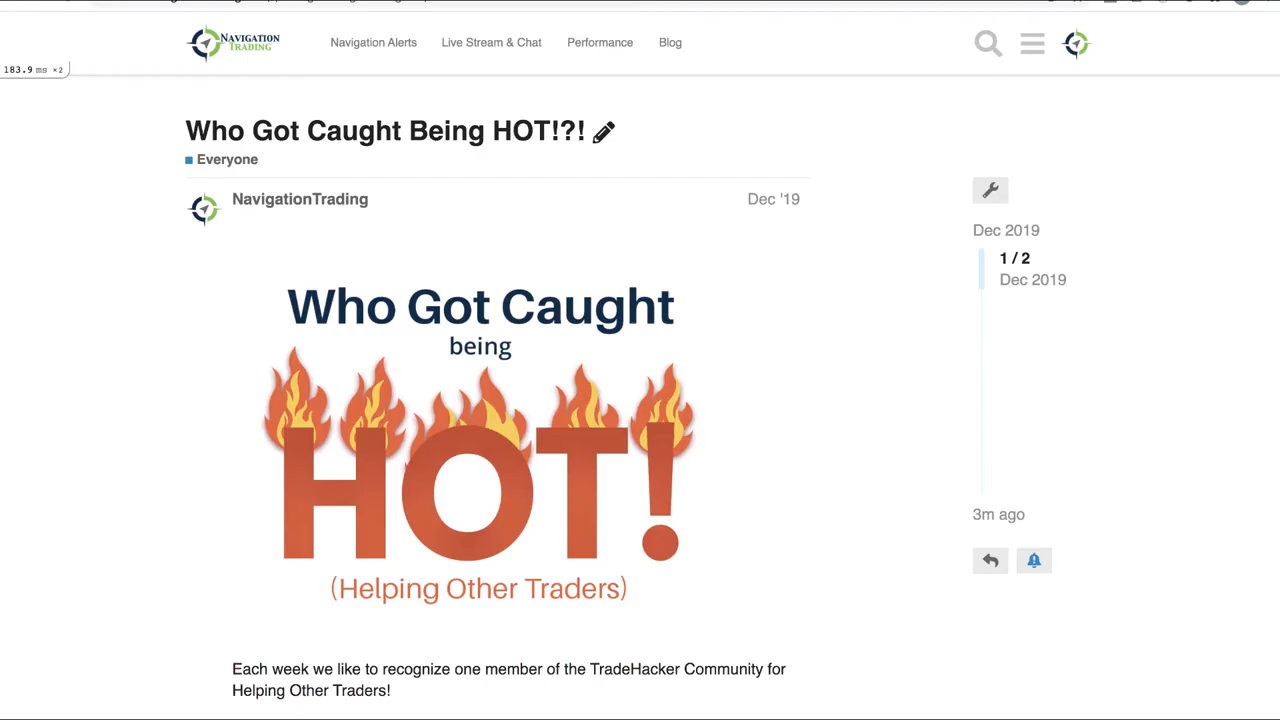 NAVIGATION
TRADING
Navigation Alerts
Live Stream & Chat
Performance
Blog
183.9 ms ×2
Who Got Caught Being HOT!?!
Everyone
NavigationTrading
Dec '19
Who Got Caught
being
HOT!
(Helping Other Traders)
Each week we like to recognize one member of the TradeHacker Community for
Helping Other Traders!
Dec 2019
1 / 2
Dec 2019
3m ago